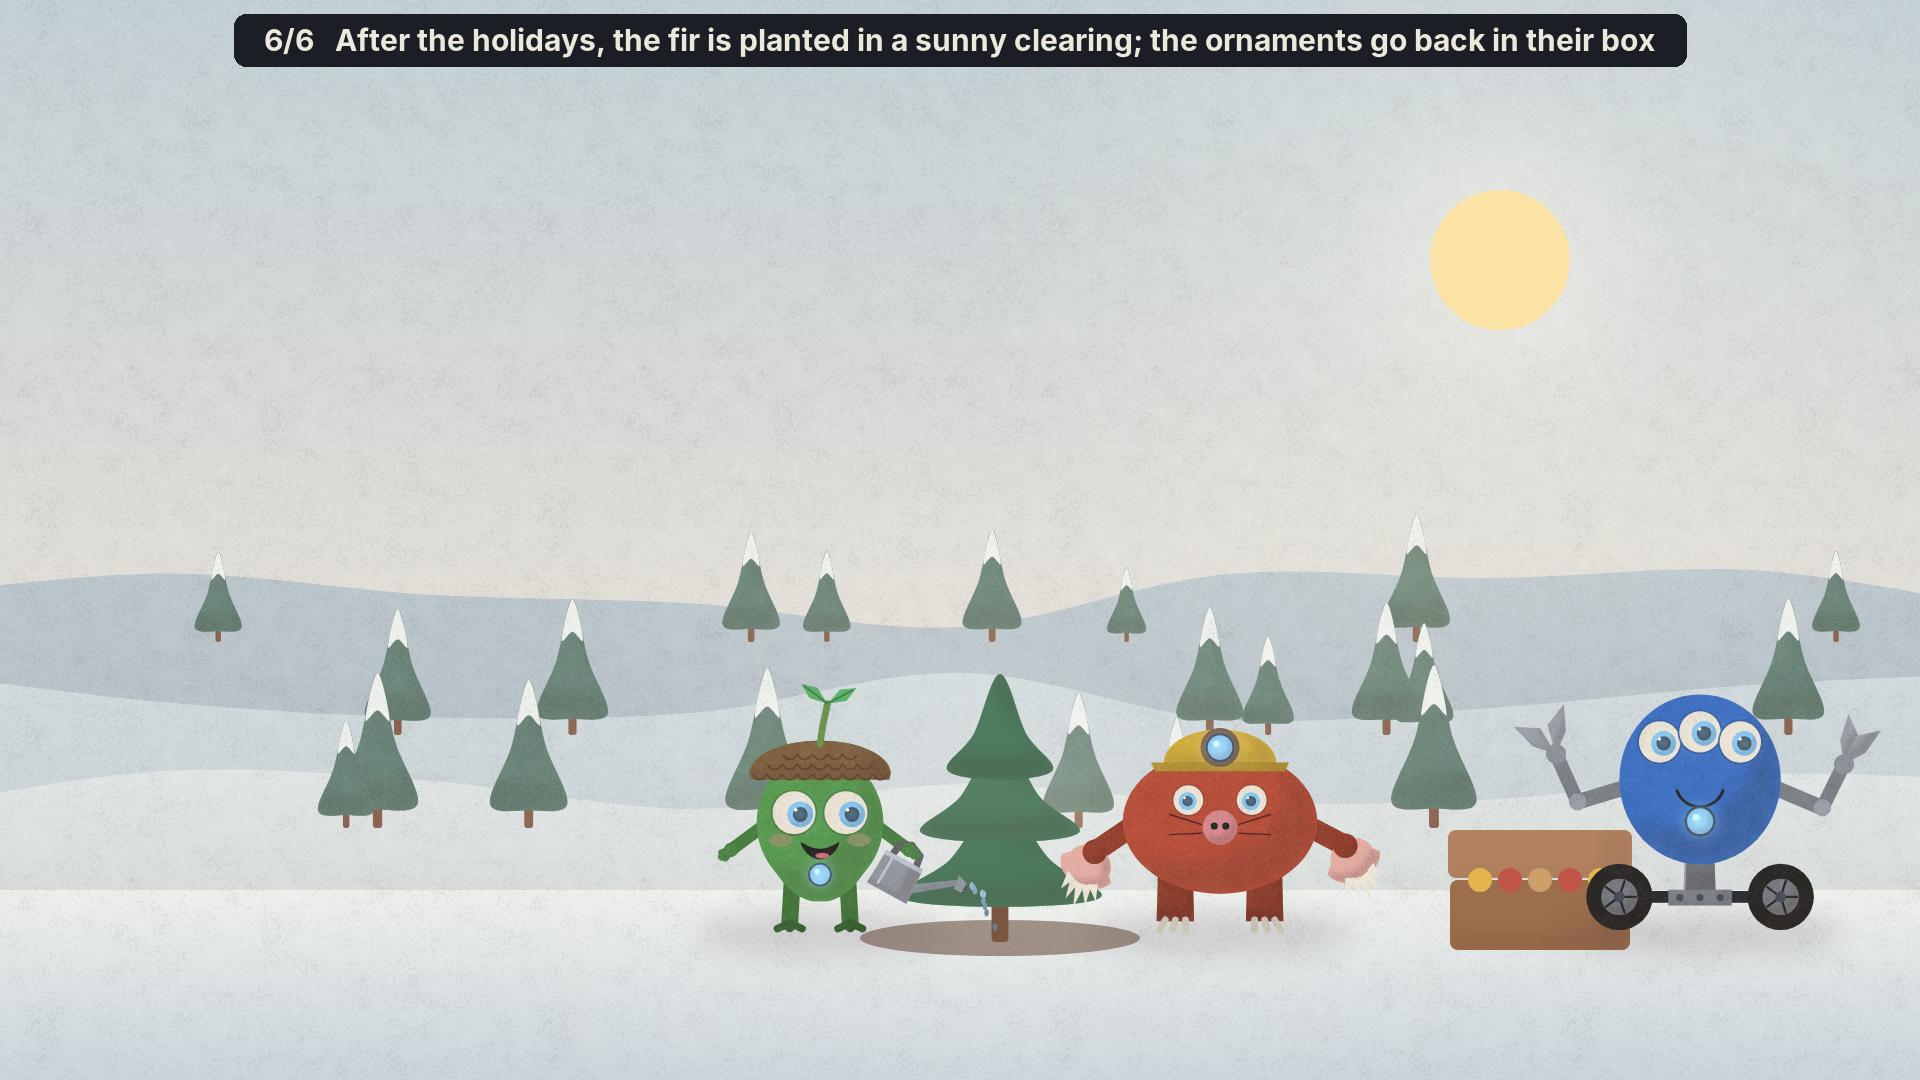 6/6 After the holidays, the fir is planted in a sunny clearing; the ornaments go back in their box